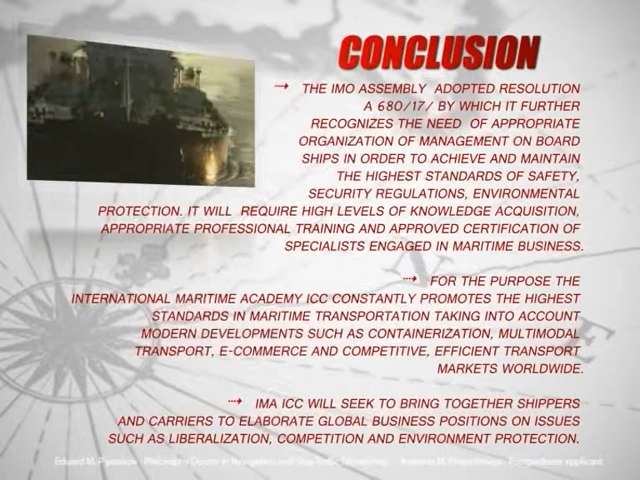 CONCLUSION
THE IMO ASSEMBLY ADOPTED RESOLUTION
A 680/17/ BY WHICH IT FURTHER
RECOGNIZES THE NEED OF APPROPRIATE
ORGANIZATION OF MANAGEMENT ON BOARD
SHIPS IN ORDER TO ACHIEVE AND MAINTAIN
THE HIGHEST STANDARDS OF SAFETY,
SECURITY REGULATIONS, ENVIRONMENTAL
PROTECTION. IT WILL REQUIRE HIGH LEVELS OF KNOWLEDGE ACQUISITION,
APPROPRIATE PROFESSIONAL TRAINING AND APPROVED CERTIFICATION OF
SPECIALISTS ENGAGED IN MARITIME BUSINESS.
FOR THE PURPOSE THE
INTERNATIONAL MARITIME ACADEMY ICC CONSTANTLY PROMOTES THE HIGHEST
STANDARDS IN MARITIME TRANSPORTATION TAKING INTO ACCOUNT
MODERN DEVELOPMENTS SUCH AS CONTAINERIZATION, MULTIMODAL
TRANSPORT, E-COMMERCE AND COMPETITIVE, EFFICIENT TRANSPORT
MARKETS WORLDWIDE.
IMA ICC WILL SEEK TO BRING TOGETHER SHIPPERS
AND CARRIERS TO ELABORATE GLOBAL BUSINESS POSITIONS ON ISSUES
SUCH AS LIBERALIZATION, COMPETITION AND ENVIRONMENT PROTECTION.